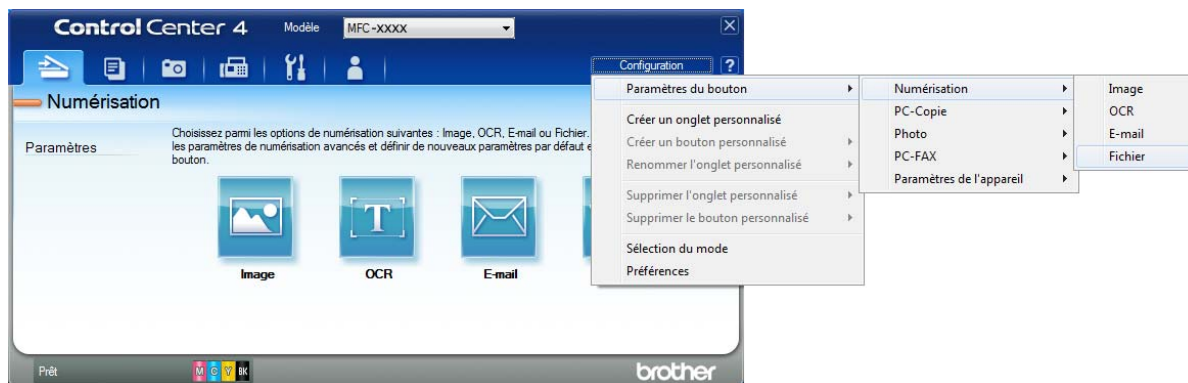 Control Center 4
Modèle
MFC-XXXX
Configuration
?
Numérisation
Paramètres
Choisissez parmi les options de numérisation suivantes : Image, OCR, E-mail ou Fichier.
les paramètres de numérisation avancés et définir de nouveaux paramètres par défaut
bouton.
Image
OCR
E-mail
Paramètres du bouton
Créer un onglet personnalisé
Créer un bouton personnalisé
Renommer l'onglet personnalisé
Supprimer l'onglet personnalisé
Supprimer le bouton personnalisé
Sélection du mode
Préférences
Numérisation
PC-Copie
Photo
PC-FAX
Paramètres de l'appareil
Image
OCR
E-mail
Fichier
Prêt
M C Y BK
brother